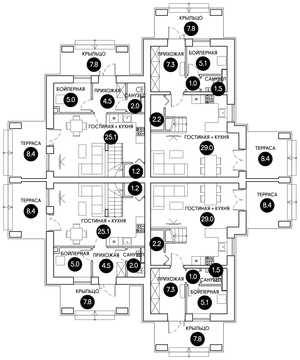 КРЫЛЬЦО
7.8
ПРИХОЖАЯ
7.3
БОЙЛЕРНАЯ
5.1
САНУЗЕЛ
1.0
1.5
КРЫЛЬЦО
7.8
БОЙЛЕРНАЯ
5.0
ПРИХОЖАЯ
4.5
САНУЗЕЛ
2.0
2.2
ГОСТИНАЯ + КУХНЯ
25.1
ГОСТИНАЯ + КУХНЯ
29.0
ТЕРРАСА
8.4
ТЕРРАСА
8.4
1.2
1.2
ТЕРРАСА
8.4
ТЕРРАСА
8.4
ГОСТИНАЯ + КУХНЯ
25.1
ГОСТИНАЯ + КУХНЯ
29.0
2.2
БОЙЛЕРНАЯ
5.0
ПРИХОЖАЯ
4.5
САНУЗЕЛ
2.0
КРЫЛЬЦО
7.8
1.0
1.5
САНУЗЕЛ
ПРИХОЖАЯ
7.3
БОЙЛЕРНАЯ
5.1
КРЫЛЬЦО
7.8